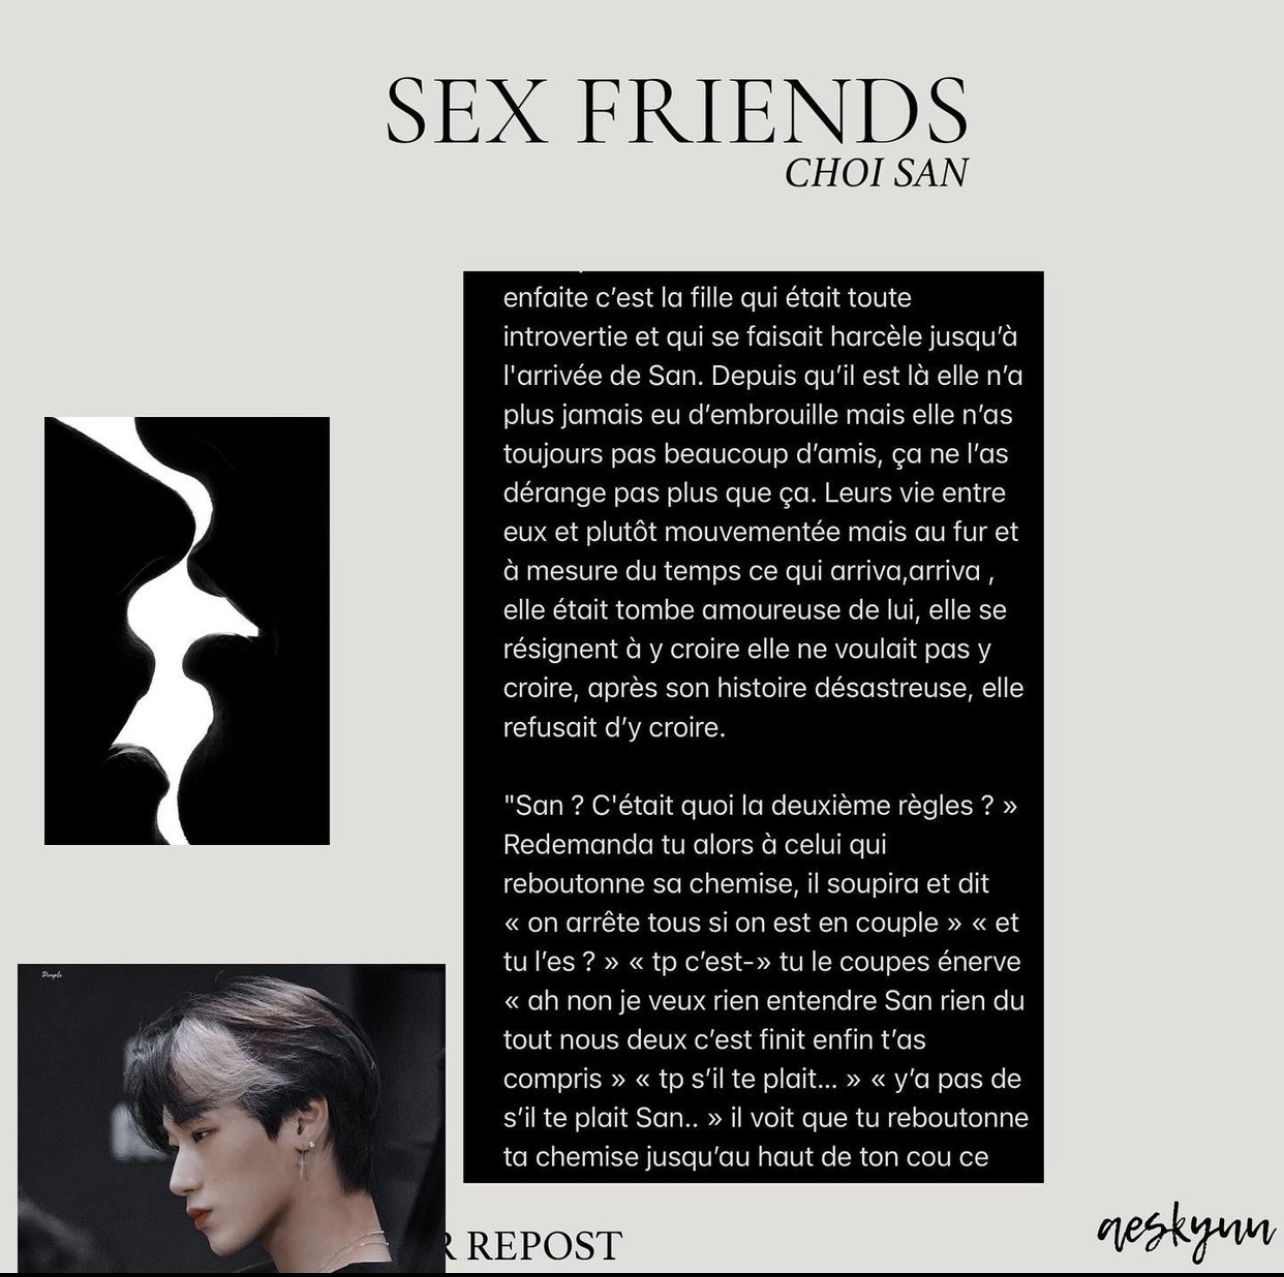 SEX FRIENDS
CHOI SAN
enfaite c’est la fille qui était toute
introvertie et qui se faisait harcèle jusqu’à
l'arrivée de San. Depuis qu’il est là elle n’a
plus jamais eu d’embrouille mais elle n’as
toujours pas beaucoup d’amis, ça ne l’as
dérange pas plus que ça. Leurs vie entre
eux et plutôt mouvementée mais au fur et
à mesure du temps ce qui arriva,arriva ,
elle était tombe amoureuse de lui, elle se
résignent à y croire elle ne voulait pas y
croire, après son histoire désastreuse, elle
refusait d’y croire.
"San ? C'était quoi la deuxième règles ? »
Redemanda tu alors à celui qui
reboutonne sa chemise, il soupira et dit
« on arrête tous si on est en couple » « et
tu l’es ? » « tp c’est-» tu le coupes énerve
« ah non je veux rien entendre San rien du
tout nous deux c’est finit enfin t’as
compris » « tp s’il te plait... » « y’a pas de
s’il te plait San.. » il voit que tu reboutonne
ta chemise jusqu’au haut de ton cou ce
Dimple
R REPOST
aeskyun